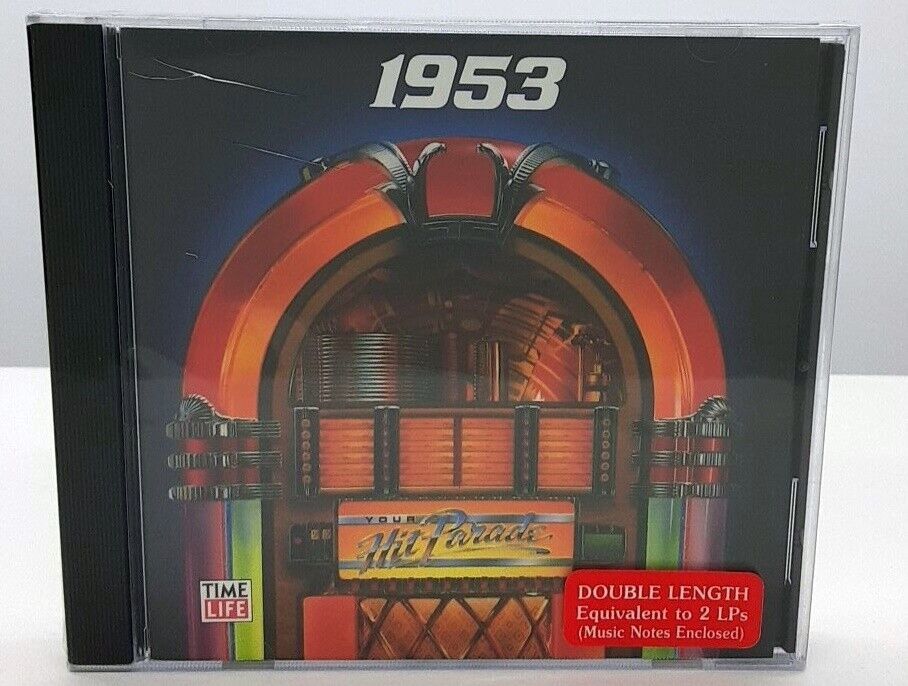 1953
YOUR
Hit Parade
TIME
LIFE
DOUBLE LENGTH
Equivalent to 2 LPs
(Music Notes Enclosed)